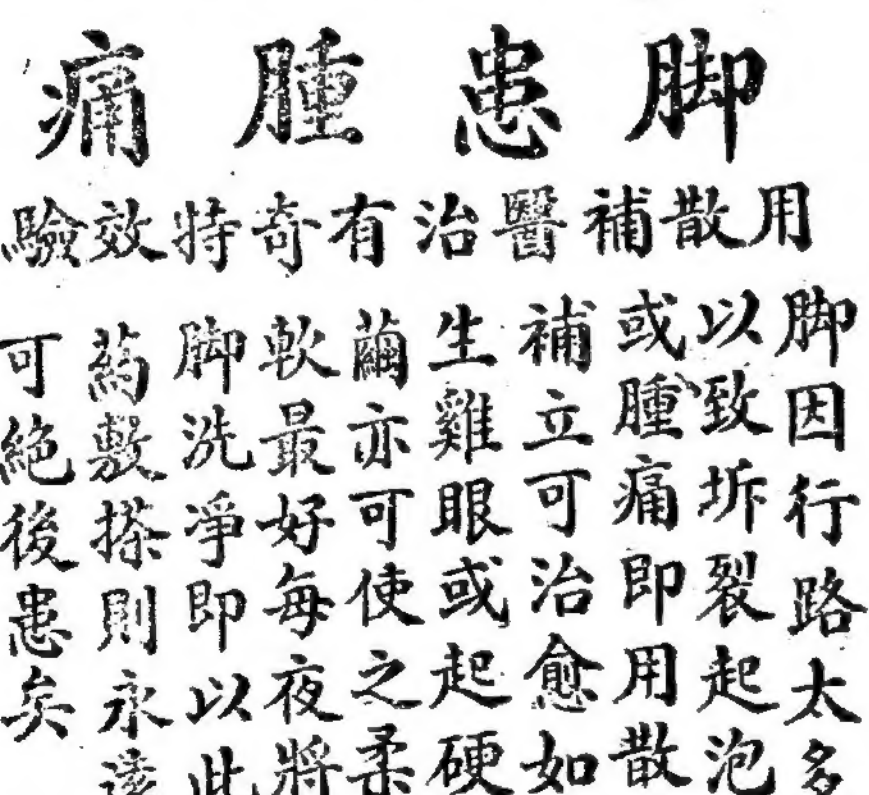 脚患腫痛
用散補醫治有奇特效驗
脚因行路太多
以致坼裂起泡
或腫痛即用散
補立可治愈如
生雞眼或起硬
繭亦可使之柔
軟最好每夜將
脚洗淨即以此
藥敷搽則永遠
可絕後患矣